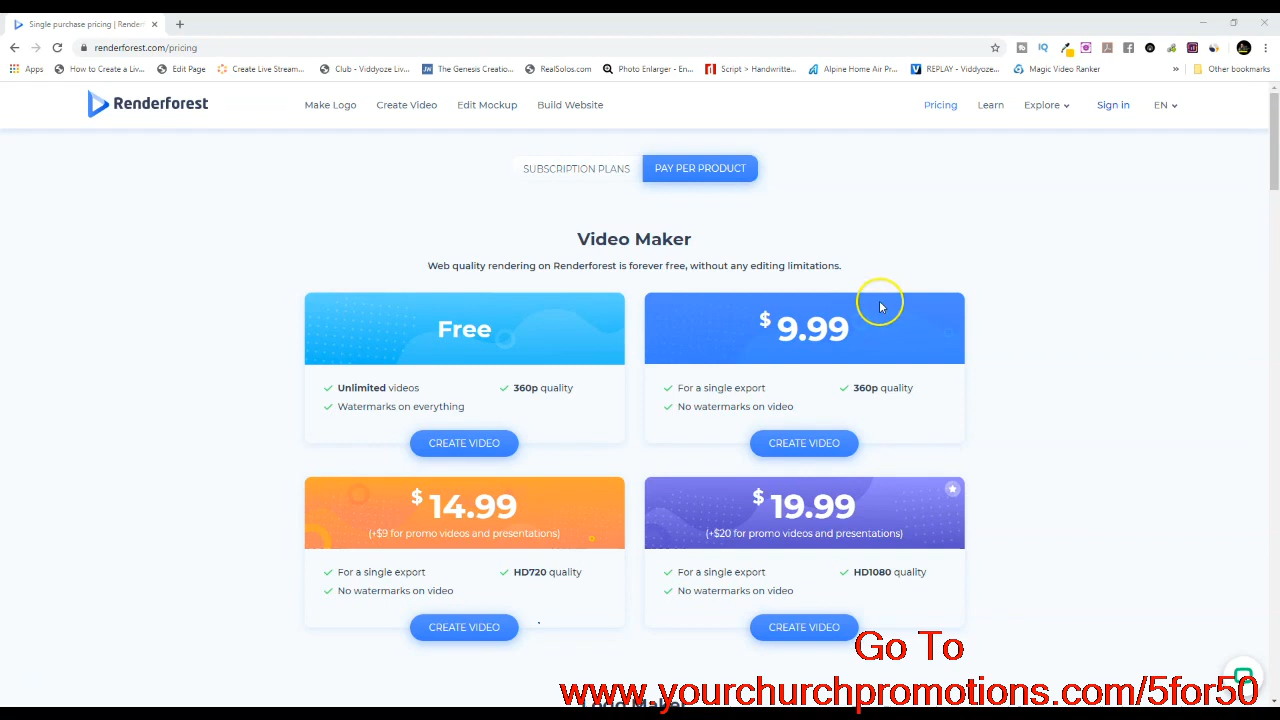 Single purchase pricing | Render
renderforest.com/pricing
Apps How to Create a Liv... Edit Page Create Live Stream... Club - Viddyoze Liv... The Genesis Creatio... RealSolos.com Photo Enlarger - En... Script > Handwritte... Alpine Home Air Pr... REPLAY - Viddyoze... Magic Video Ranker » Other bookmarks
Renderforest Make Logo Create Video Edit Mockup Build Website Pricing Learn Explore Sign in EN
SUBSCRIPTION PLANS PAY PER PRODUCT
Video Maker
Web quality rendering on Renderforest is forever free, without any editing limitations.
Free
Unlimited videos 360p quality
Watermarks on everything
CREATE VIDEO
$ 9.99
For a single export 360p quality
No watermarks on video
CREATE VIDEO
$ 14.99
(+$9 for promo videos and presentations)
For a single export HD720 quality
No watermarks on video
CREATE VIDEO
$ 19.99
(+$20 for promo videos and presentations)
For a single export HD1080 quality
No watermarks on video
CREATE VIDEO
Go To
www.yourchurchpromotions.com/5for50
Logo Maker